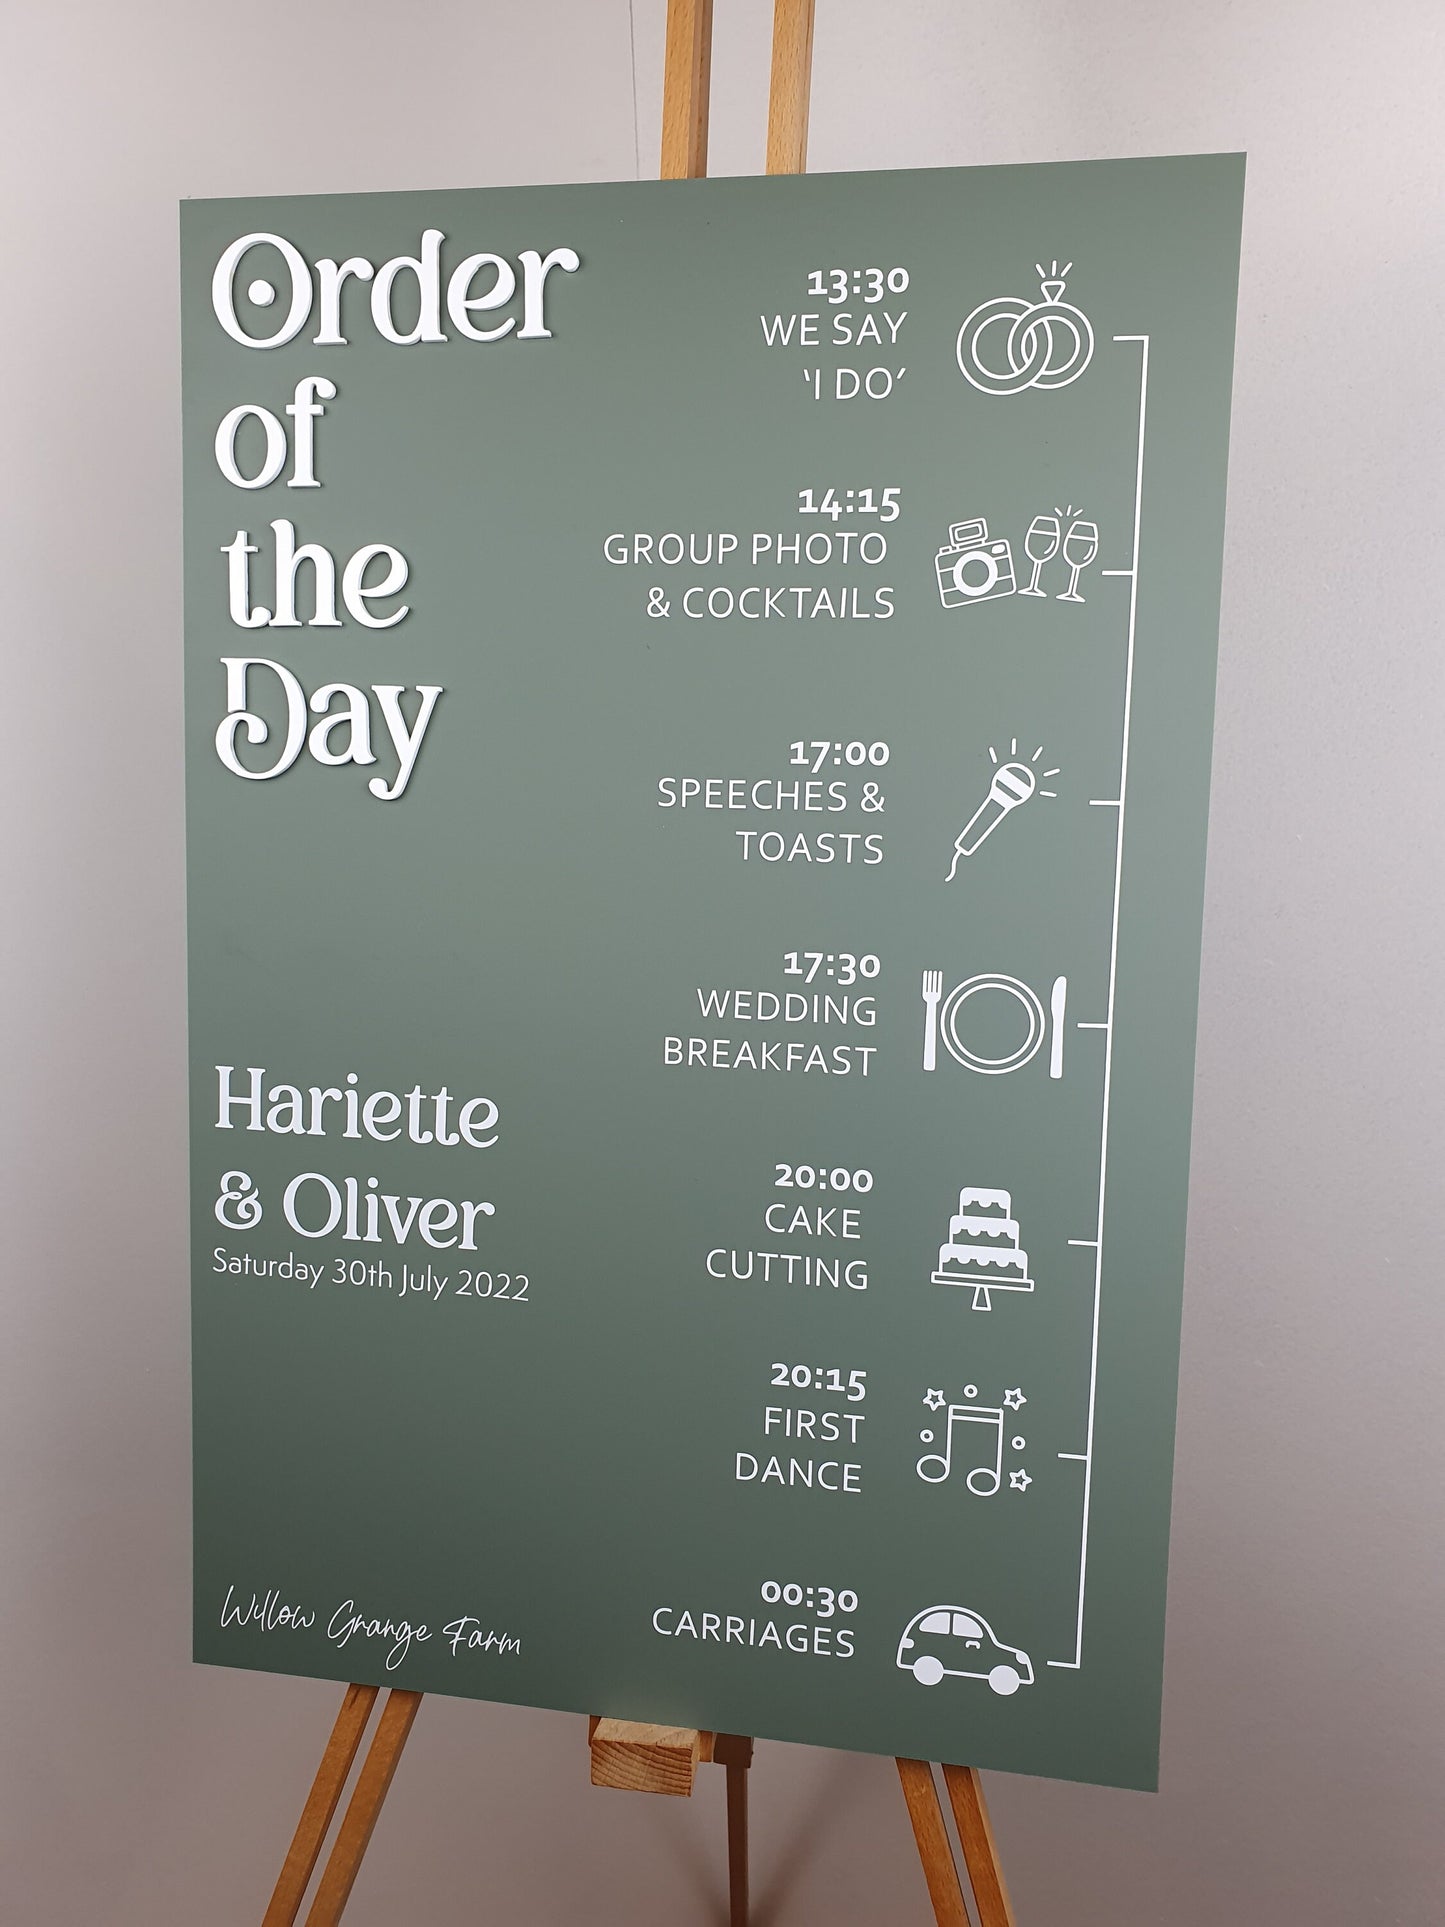 Order
of
the
Day
13:30
WE SAY
‘I DO’
14:15
GROUP PHOTO
& COCKTAILS
17:00
SPEECHES &
TOASTS
17:30
WEDDING
BREAKFAST
20:00
CAKE
CUTTING
20:15
FIRST
DANCE
00:30
CARRIAGES
Hariette
& Oliver
Saturday 30th July 2022
Willow Grange Farm